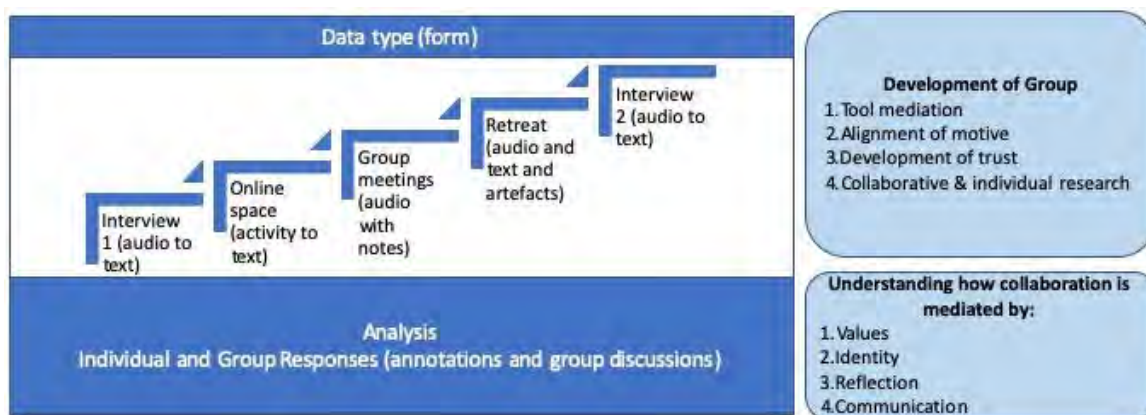 Data type (form)
Interview
1 (audio to
text)
Online
space
(activity to
text)
Group
meetings
(audio
with
notes)
Retreat
(audio and
text and
artefacts)
Interview
2 (audio to
text)
Analysis
Individual and Group Responses (annotations and group discussions)
Development of Group
1.Tool mediation
2.Alignment of motive
3.Development of trust
4.Collaborative & individual research
Understanding how collaboration is
mediated by:
1.Values
2.Identity
3.Reflection
4.Communication